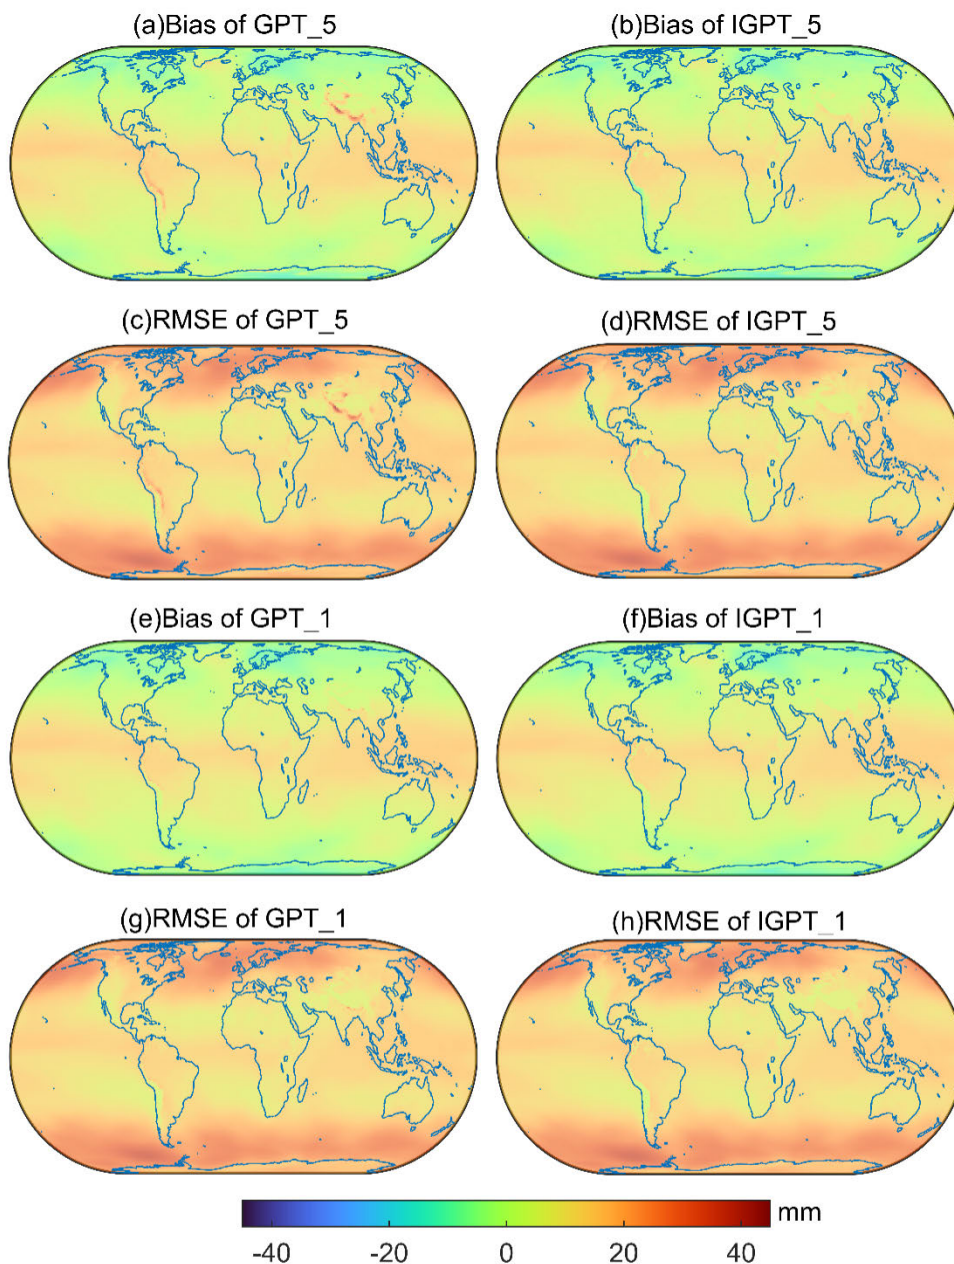 (a)Bias of GPT_5
(b)Bias of IGPT_5
(c)RMSE of GPT_5
(d)RMSE of IGPT_5
(e)Bias of GPT_1
(f)Bias of IGPT_1
(g)RMSE of GPT_1
(h)RMSE of IGPT_1
mm
-40 -20 0 20 40